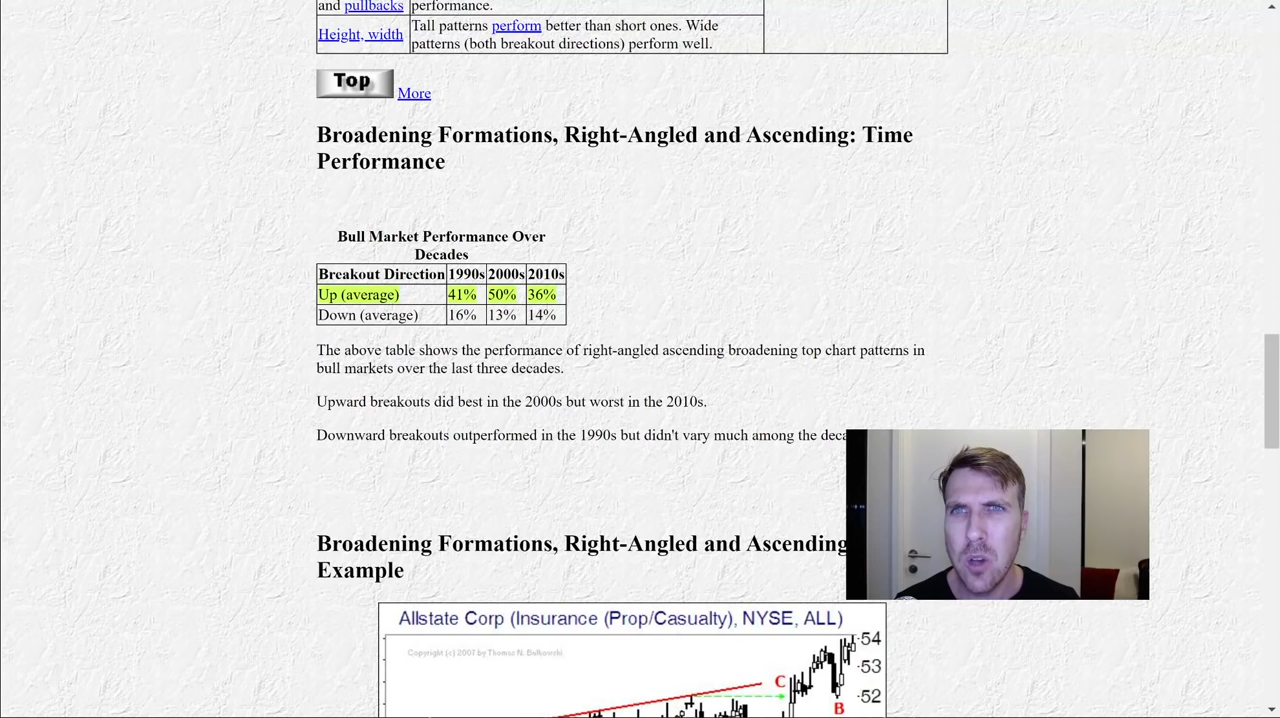 and pullbacks performance.
Height, width
Tall patterns perform better than short ones. Wide
patterns (both breakout directions) perform well.
Top More
Broadening Formations, Right-Angled and Ascending: Time
Performance
Bull Market Performance Over
Decades
Breakout Direction 1990s 2000s 2010s
Up (average) 41% 50% 36%
Down (average) 16% 13% 14%
The above table shows the performance of right-angled ascending broadening top chart patterns in
bull markets over the last three decades.
Upward breakouts did best in the 2000s but worst in the 2010s.
Downward breakouts outperformed in the 1990s but didn't vary much among the deca
Broadening Formations, Right-Angled and Ascending
Example
Allstate Corp (Insurance (Prop/Casualty), NYSE, ALL)
Copyright (c) 2007 by Thomas N. Bulkowski
54
53
C
52
B